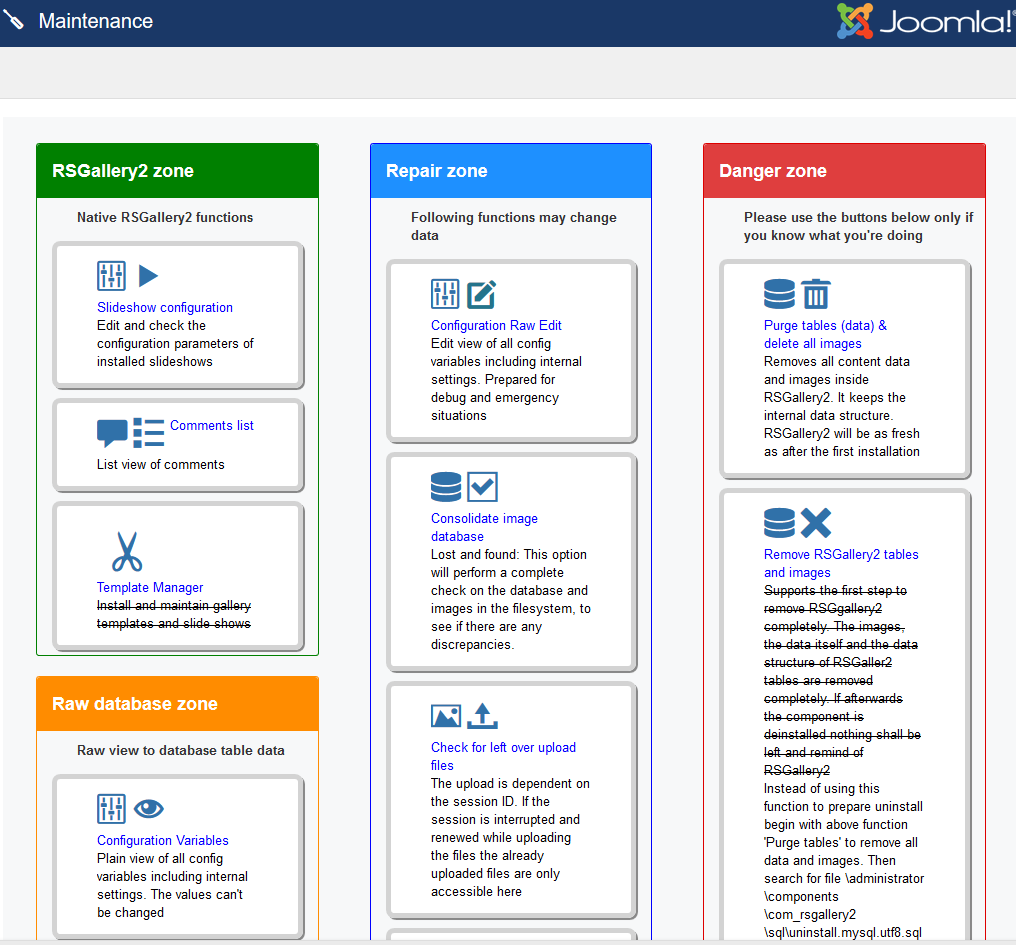 Maintenance
Joomla!
RSGallery2 zone
Native RSGallery2 functions
Slideshow configuration
Edit and check the
configuration parameters of
installed slideshows
Comments list
List view of comments
Template Manager
Install and maintain gallery
templates and slide shows
Raw database zone
Raw view to database table data
Configuration Variables
Plain view of all config
variables including internal
settings. The values can't
be changed
Repair zone
Following functions may change
data
Configuration Raw Edit
Edit view of all config
variables including internal
settings. Prepared for
debug and emergency
situations
Consolidate image
database
Lost and found: This option
will perform a complete
check on the database and
images in the filesystem, to
see if there are any
discrepancies.
Check for left over upload
files
The upload is dependent on
the session ID. If the
session is interrupted and
renewed while uploading
the files the already
uploaded files are only
accessible here
Danger zone
Please use the buttons below only if
you know what you're doing
Purge tables (data) &
delete all images
Removes all content data
and images inside
RSGallery2. It keeps the
internal data structure.
RSGallery2 will be as fresh
as after the first installation
Remove RSGallery2 tables
and images
Supports the first step to
remove RSGgallery2
completely. The images,
the data itself and the data
structure of RSGaller2
tables are removed
completely. If afterwards
the component is
deinstalled nothing shall be
left and remind of
RSGallery2
Instead of using this
function to prepare uninstall
begin with above function
'Purge tables' to remove all
data and images. Then
search for file \administrator
\components
\com_rsgallery2
\sql\uninstall.mysql.utf8.sql